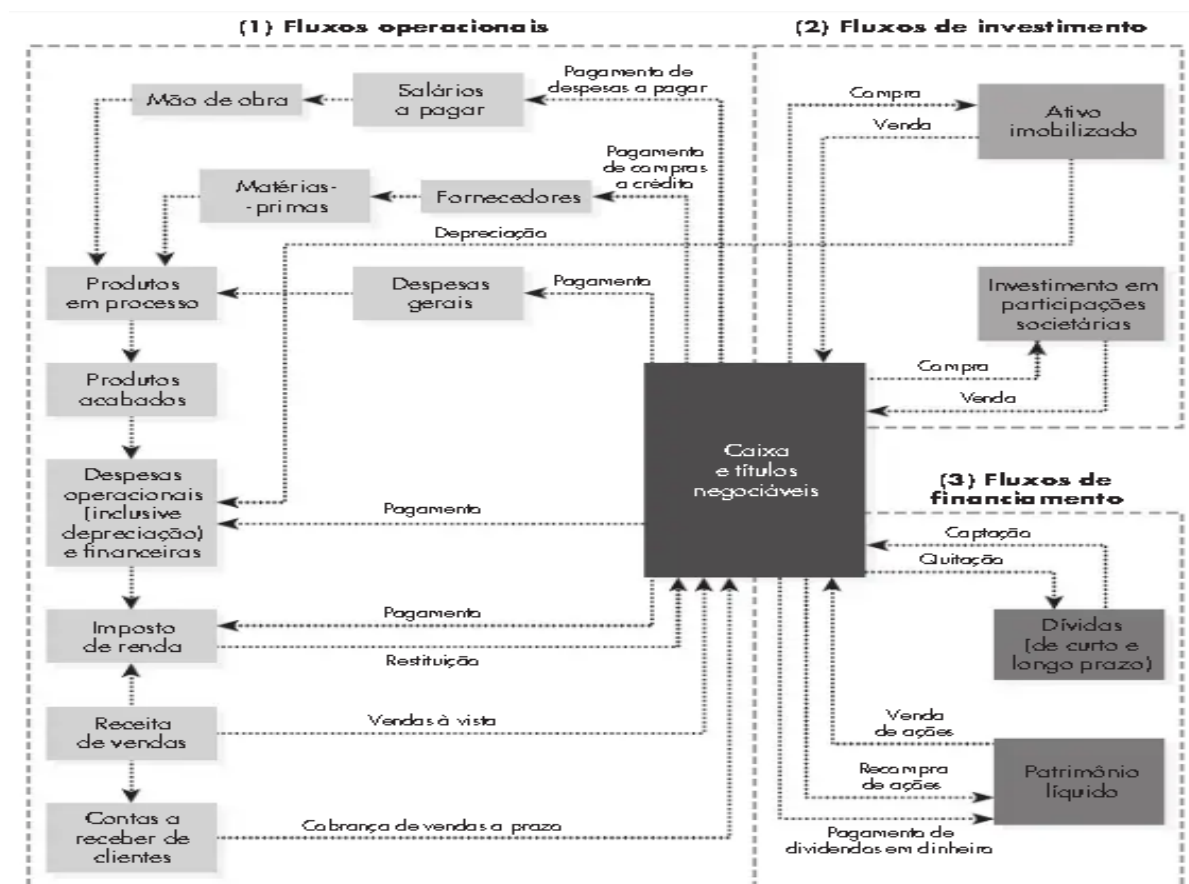 (1) Fluxos operacionais
(2) Fluxos de investimento
Mão de obra
Salários
a pagar
Pagamento de
despesas a pagar
Compra
Venda
Ativo
imobilizado
Matérias-
-primas
Fornecedores
Pagamento
de compras
a crédito
Depreciação
Produtos
em processo
Despesas
gerais
Pagamento
Investimento em
participações
societárias
Produtos
acabados
Compra
Venda
Caixa
e títulos
negociáveis
Despesas
operacionais
(inclusive
depreciação)
e financeiras
Pagamento
(3) Fluxos de
financiamento
Captação
Quitação
Dívidas
(de curto e
longo prazo)
Imposto
de renda
Pagamento
Restituição
Receita
de vendas
Vendas à vista
Venda
de ações
Recompra
de ações
Patrimônio
líquido
Contas a
receber de
clientes
Cobrança de vendas a prazo
Pagamento de
dividendos em dinheiro